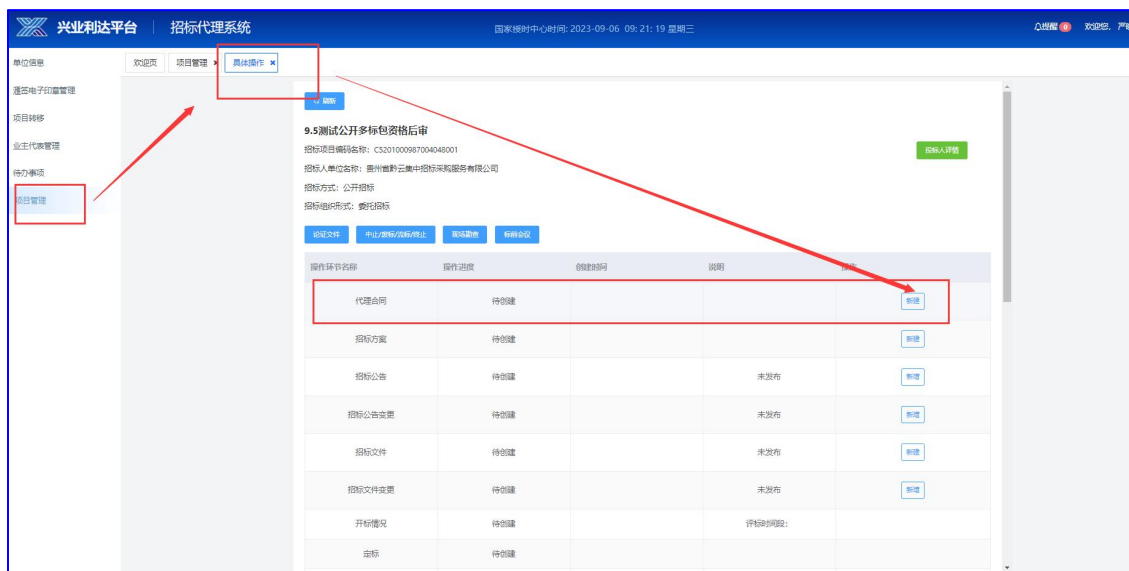 兴业利达平台 招标代理系统 国家授时中心时间: 2023-09-06 09:21:19 星期三 提醒 0 欢迎您,
单位信息 欢迎页 项目管理 × 具体操作 ×
签电子印章管理
项目转移
业主代表管理
待办事项
项目管理
刷新
9.5测试公开多标包资格后审
招标项目编码名称: C5201000987004048001
投标人详情
招标人单位名称: 贵州省黔云集中招标采购服务有限公司
招标方式: 公开招标
招标组织形式: 委托招标
论证文件 中止/废标/流标/终止 现场勘查 标前会议
操作环节名称 操作进度 创建时间 说明 操作
代理合同 待创建 新建
招标方案 待创建 新建
招标公告 待创建 未发布 新增
招标公告变更 待创建 未发布 新增
招标文件 待创建 未发布 新建
招标文件变更 待创建 未发布 新增
开标情况 待创建 评标时间段:
定标 待创建